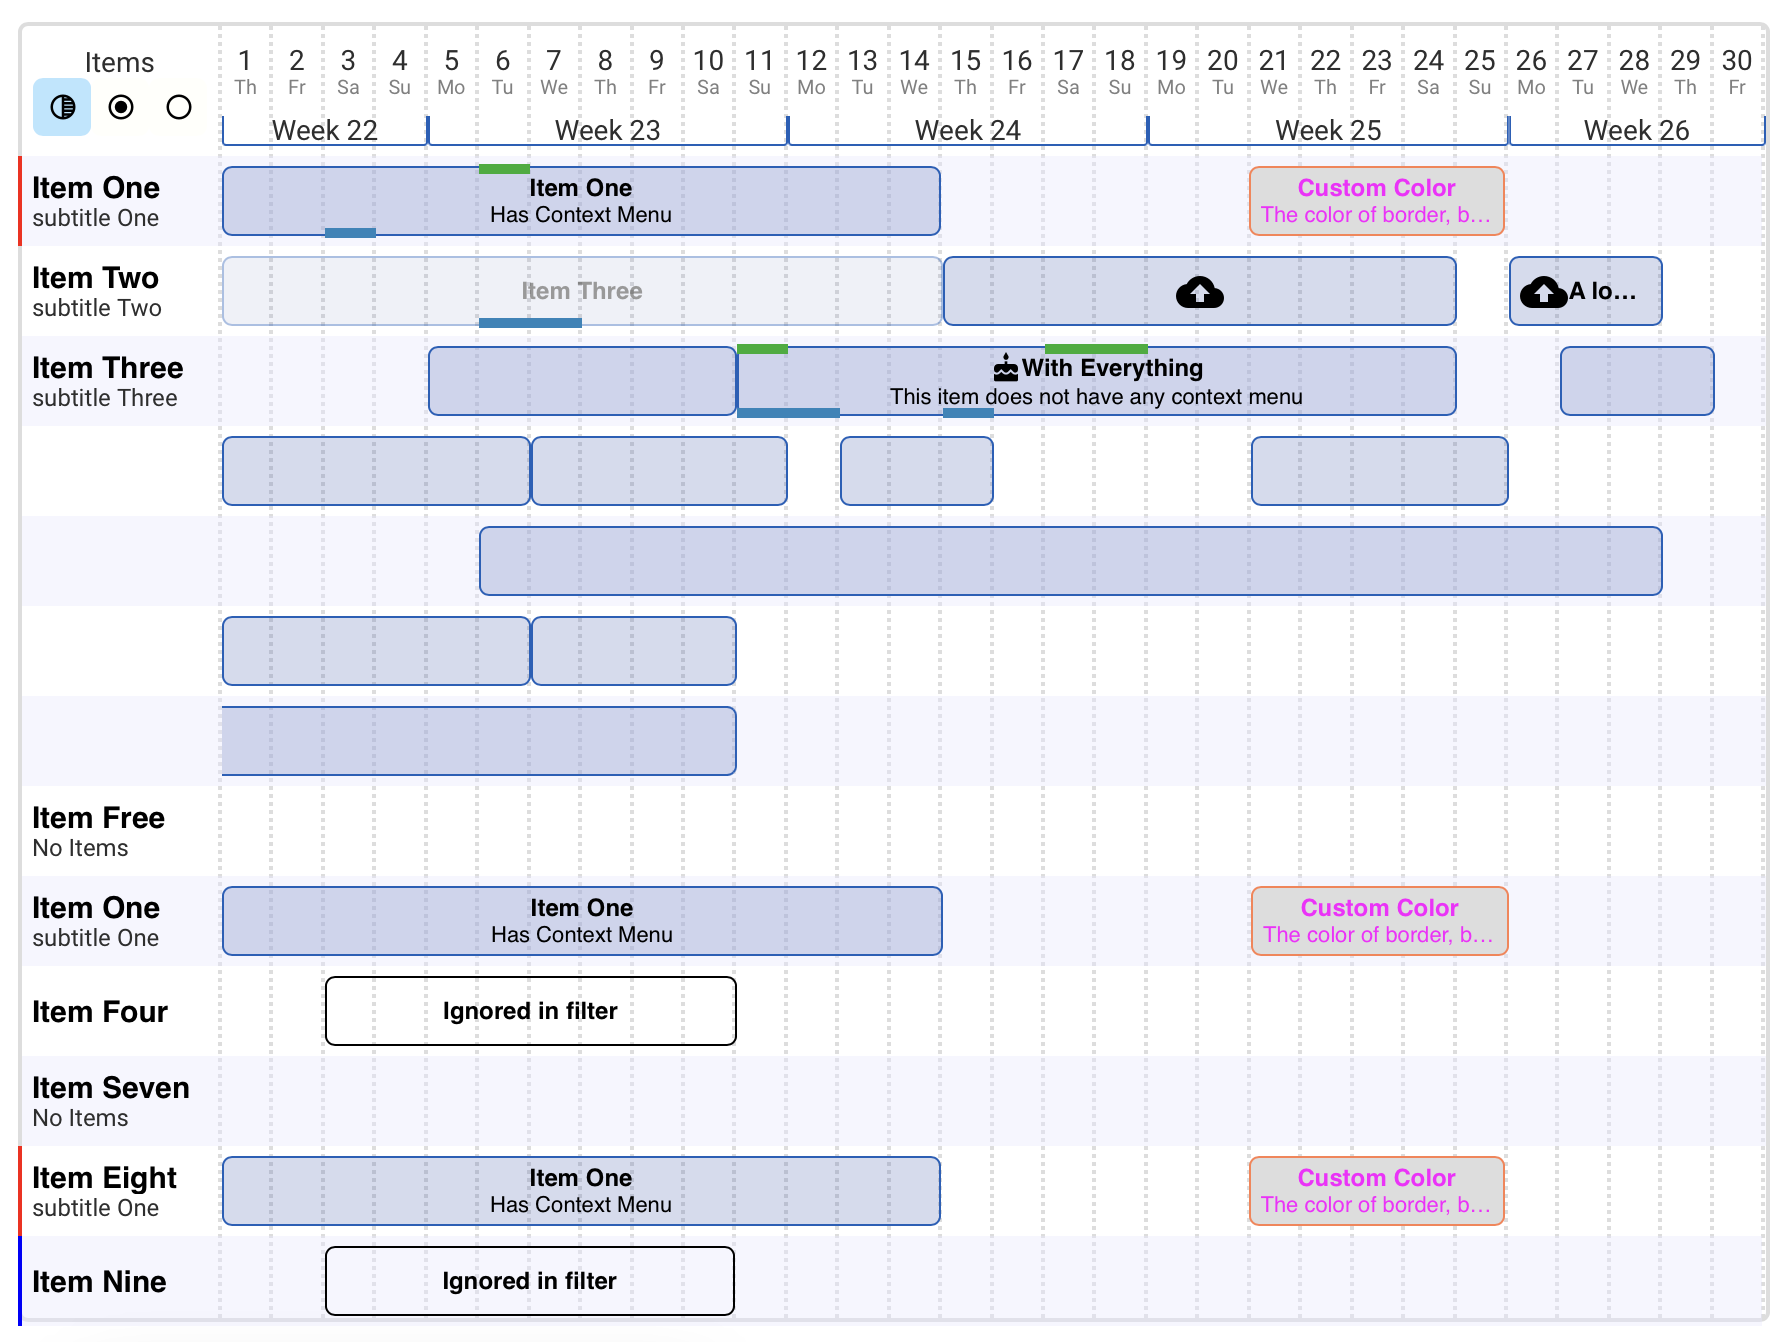 Items
1 2 3 4 5 6 7 8 9 10 11 12 13 14 15 16 17 18 19 20 21 22 23 24 25 26 27 28 29 30
Th Fr Sa Su Mo Tu We Th Fr Sa Su Mo Tu We Th Fr Sa Su Mo Tu We Th Fr Sa Su Mo Tu We Th Fr
Week 22 Week 23 Week 24 Week 25 Week 26
Item One Item One Custom Color
subtitle One Has Context Menu The color of border, b...
Item Two Item Three A lo...
subtitle Two
Item Three With Everything
subtitle Three This item does not have any context menu
Item Free
No Items
Item One Item One Custom Color
subtitle One Has Context Menu The color of border, b...
Item Four Ignored in filter
Item Seven
No Items
Item Eight Item One Custom Color
subtitle One Has Context Menu The color of border, b...
Item Nine Ignored in filter